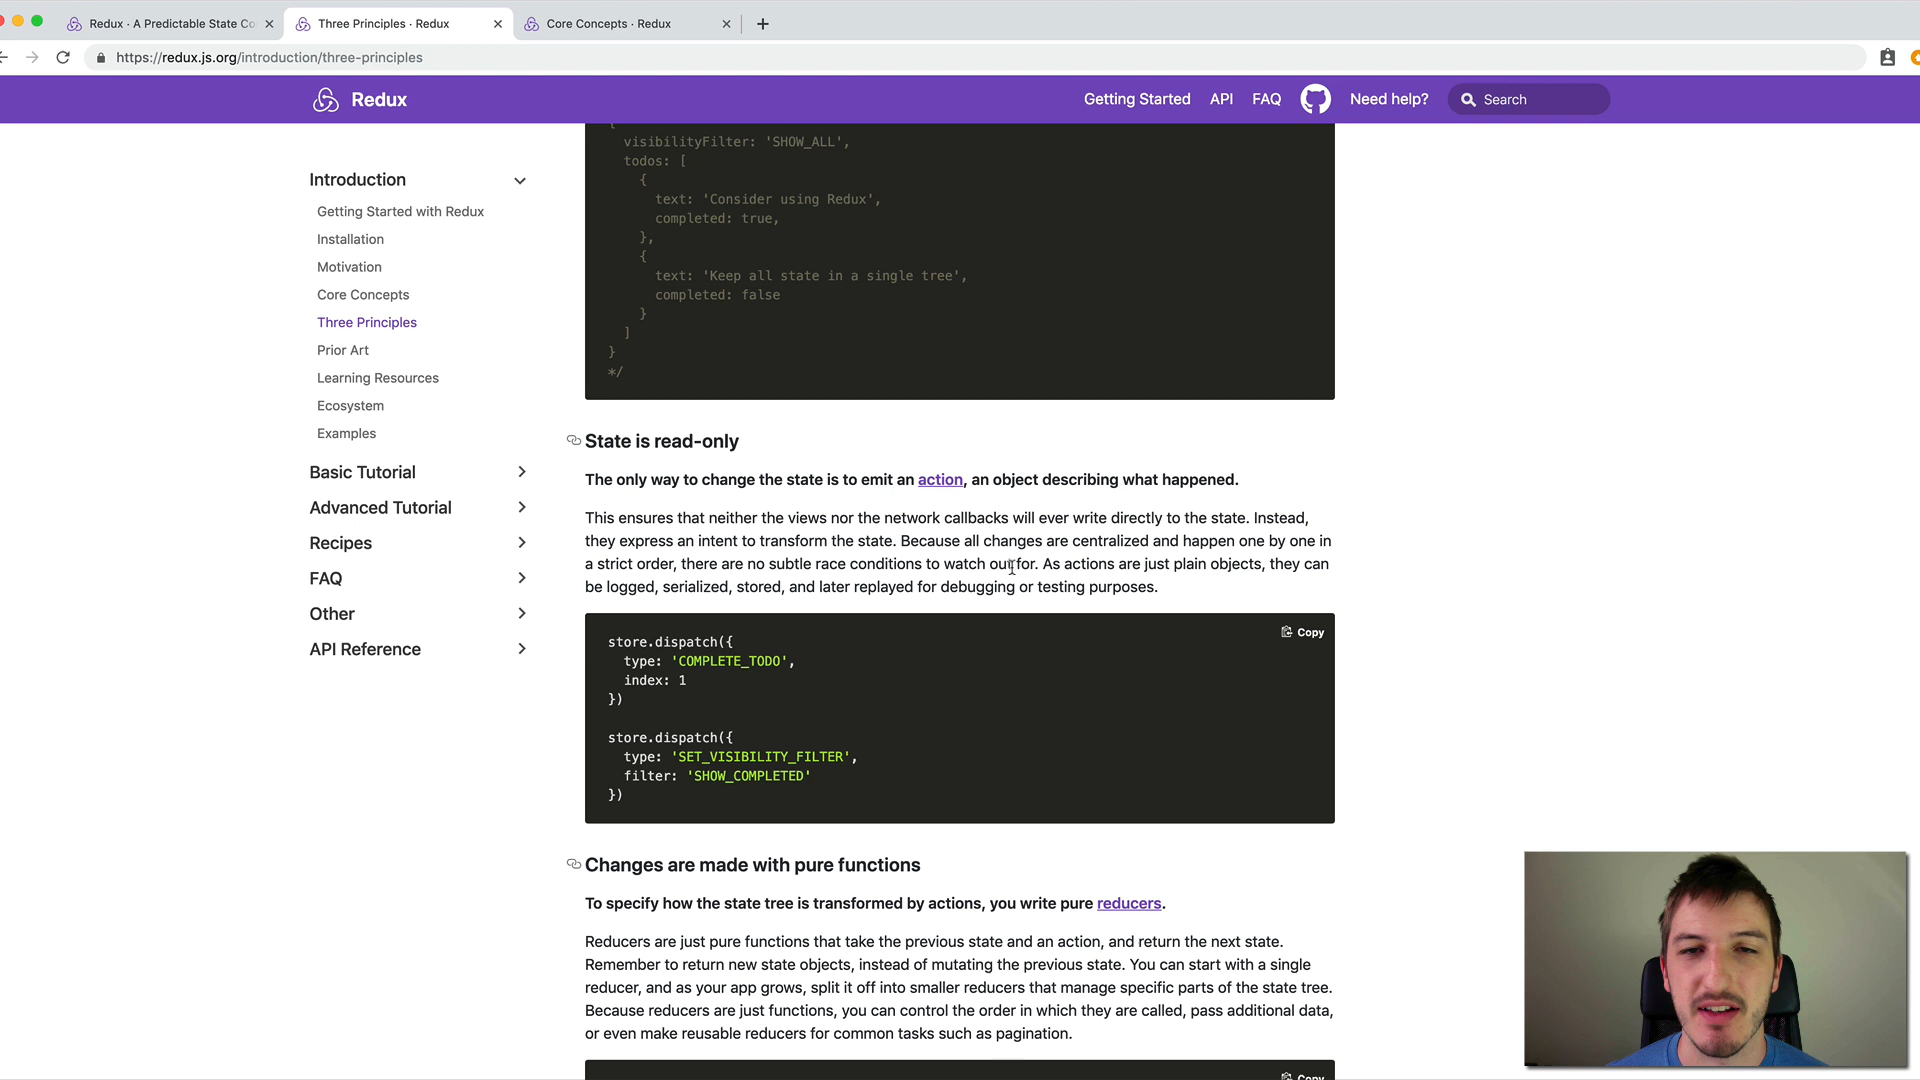 Redux · A Predictable State Co
Three Principles · Redux
Core Concepts · Redux
https://redux.js.org/introduction/three-principles
Redux
Getting Started
API
FAQ
Need help?
Search
Introduction
Getting Started with Redux
Installation
Motivation
Core Concepts
Three Principles
Prior Art
Learning Resources
Ecosystem
Examples
Basic Tutorial
Advanced Tutorial
Recipes
FAQ
Other
API Reference
{
visibilityFilter: 'SHOW_ALL',
todos: [
{
text: 'Consider using Redux',
completed: true,
},
{
text: 'Keep all state in a single tree',
completed: false
}
]
}
*/
State is read-only
The only way to change the state is to emit an action, an object describing what happened.
This ensures that neither the views nor the network callbacks will ever write directly to the state. Instead,
they express an intent to transform the state. Because all changes are centralized and happen one by one in
a strict order, there are no subtle race conditions to watch out for. As actions are just plain objects, they can
be logged, serialized, stored, and later replayed for debugging or testing purposes.
Copy
store.dispatch({
type: 'COMPLETE_TODO',
index: 1
})
store.dispatch({
type: 'SET_VISIBILITY_FILTER',
filter: 'SHOW_COMPLETED'
})
Changes are made with pure functions
To specify how the state tree is transformed by actions, you write pure reducers.
Reducers are just pure functions that take the previous state and an action, and return the next state.
Remember to return new state objects, instead of mutating the previous state. You can start with a single
reducer, and as your app grows, split it off into smaller reducers that manage specific parts of the state tree.
Because reducers are just functions, you can control the order in which they are called, pass additional data,
or even make reusable reducers for common tasks such as pagination.
Copy